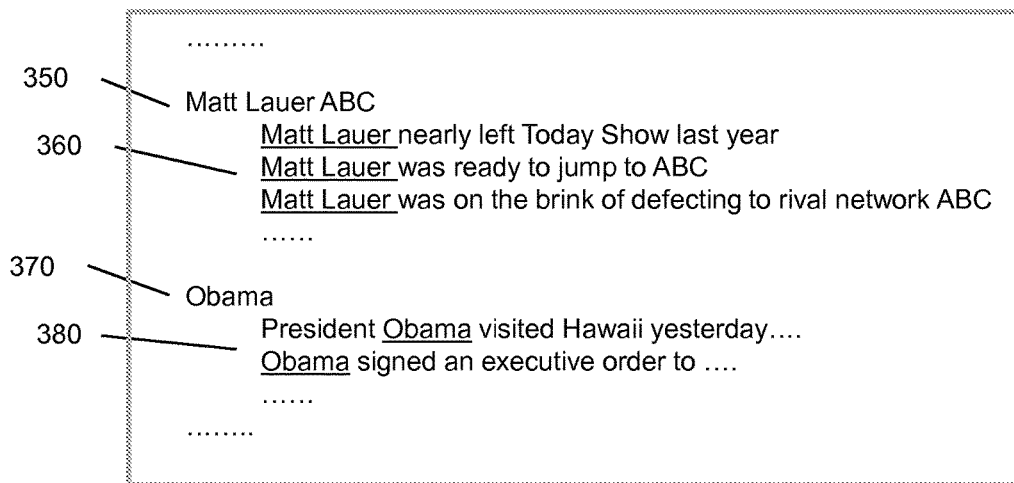 .........
350
Matt Lauer ABC
Matt Lauer nearly left Today Show last year
360
Matt Lauer was ready to jump to ABC
Matt Lauer was on the brink of defecting to rival network ABC
......
370
Obama
President Obama visited Hawaii yesterday....
380
Obama signed an executive order to ....
......
........